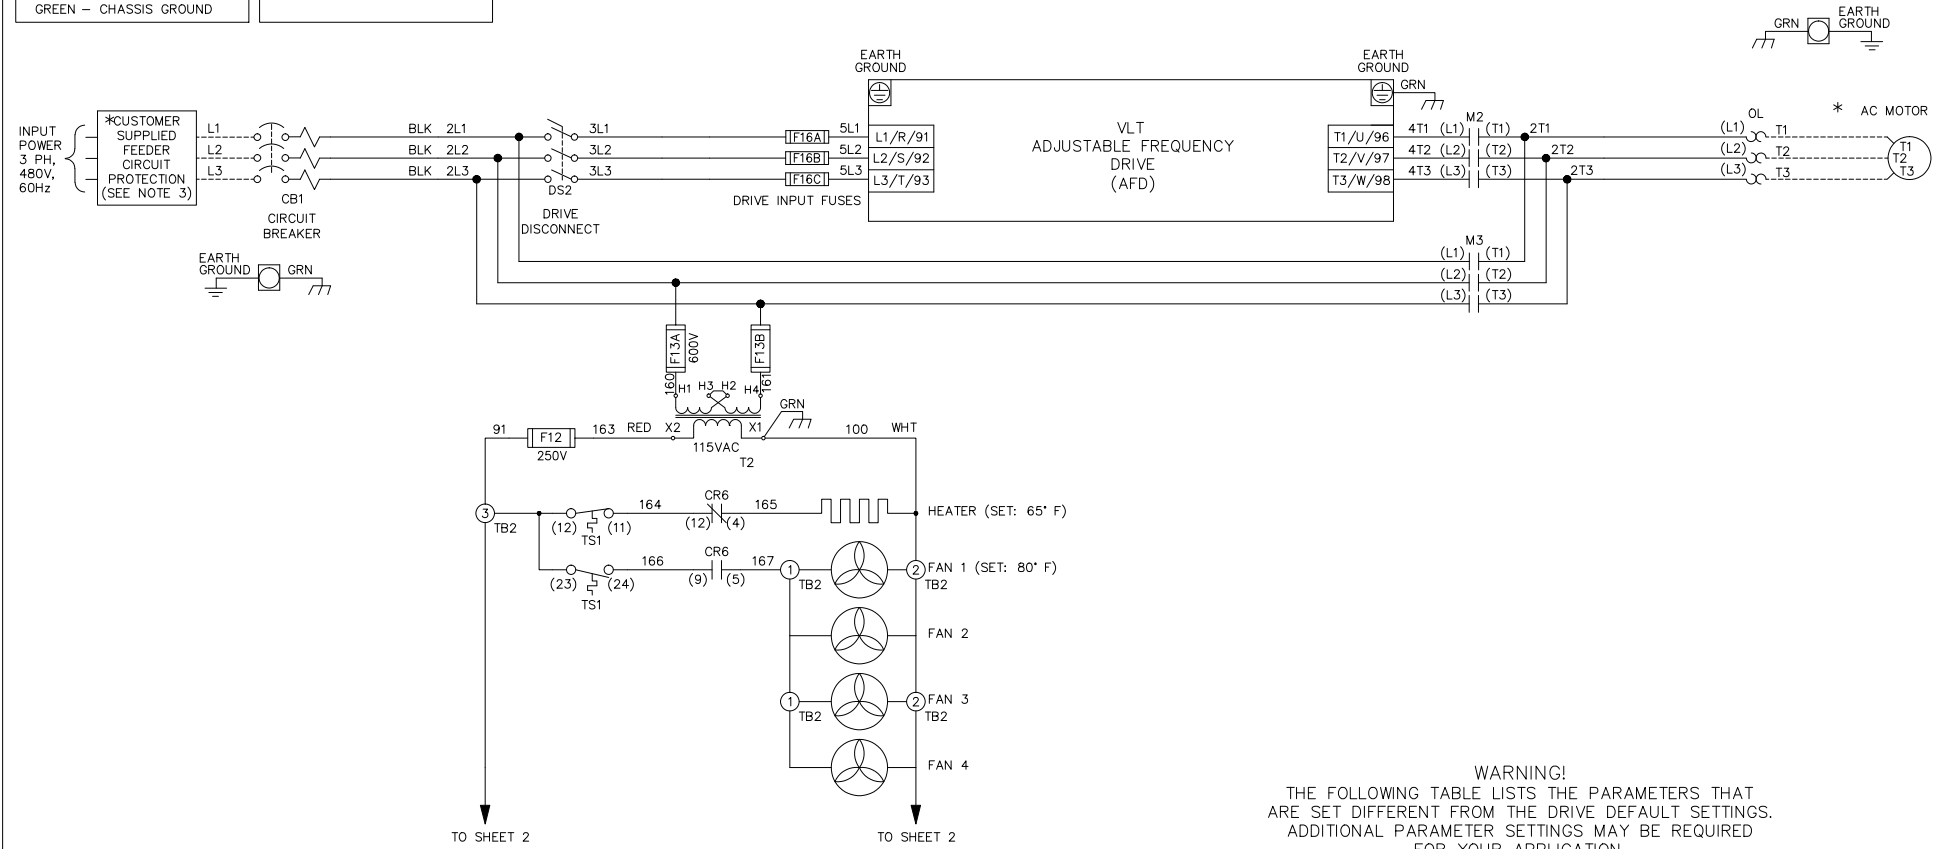 GREEN – CHASSIS GROUND
GRN
EARTH
GROUND
EARTH
GROUND
EARTH
GROUND
GRN
INPUT
POWER
3 PH,
480V,
60Hz
*CUSTOMER
SUPPLIED
FEEDER
CIRCUIT
PROTECTION
(SEE NOTE 3)
L1
L2
L3
CB1
CIRCUIT
BREAKER
BLK 2L1
BLK 2L2
BLK 2L3
DS2
DRIVE
DISCONNECT
3L1
3L2
3L3
F16A
F16B
F16C
DRIVE INPUT FUSES
5L1
5L2
5L3
L1/R/91
L2/S/92
L3/T/93
VLT
ADJUSTABLE FREQUENCY
DRIVE
(AFD)
T1/U/96
T2/V/97
T3/W/98
4T1 (L1) (T1) 2T1
4T2 (L2) (T2) 2T2
4T3 (L3) (T3) 2T3
M2
OL
(L1) T1
(L2) T2
(L3) T3
* AC MOTOR
T1
T2
T3
EARTH
GROUND
GRN
M3
(L1) (T1)
(L2) (T2)
(L3) (T3)
F13A
600V
F13B
160
161
H1 H3 H2 H4
GRN
91
F12
250V
163 RED X2
X1
115VAC
T2
100 WHT
3
TB2
(12) (11)
TS1
164
CR6
(12) (4)
165
HEATER (SET: 65° F)
(23) (24)
TS1
166
CR6
(9) (5)
167
1
TB2
2
TB2
FAN 1 (SET: 80° F)
FAN 2
1
TB2
2
TB2
FAN 3
FAN 4
TO SHEET 2
TO SHEET 2
WARNING!
THE FOLLOWING TABLE LISTS THE PARAMETERS THAT
ARE SET DIFFERENT FROM THE DRIVE DEFAULT SETTINGS.
ADDITIONAL PARAMETER SETTINGS MAY BE REQUIRED
FOR YOUR APPLICATION